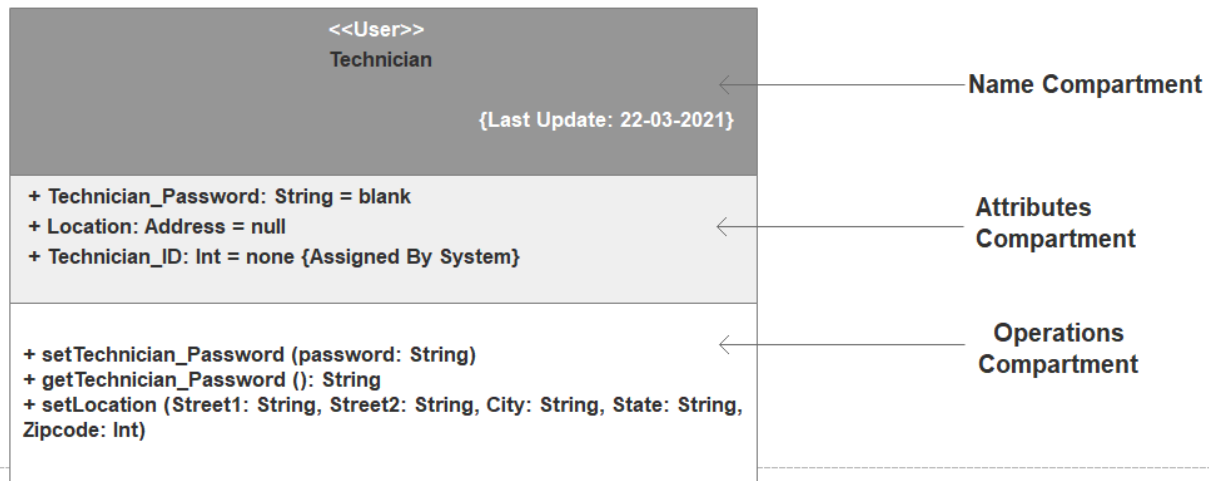 <<User>>
Technician
{Last Update: 22-03-2021}
Name Compartment
+ Technician_Password: String = blank
+ Location: Address = null
+ Technician_ID: Int = none {Assigned By System}
Attributes
Compartment
+ setTechnician_Password (password: String)
+ getTechnician_Password (): String
+ setLocation (Street1: String, Street2: String, City: String, State: String,
Zipcode: Int)
Operations
Compartment